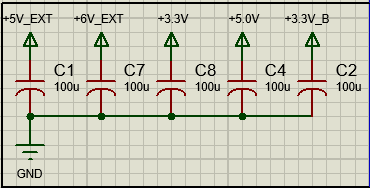 +5V_EXT +6V_EXT +3.3V +5.0V +3.3V_B
C1 C7 C8 C4 C2
100u 100u 100u 100u 100u
GND